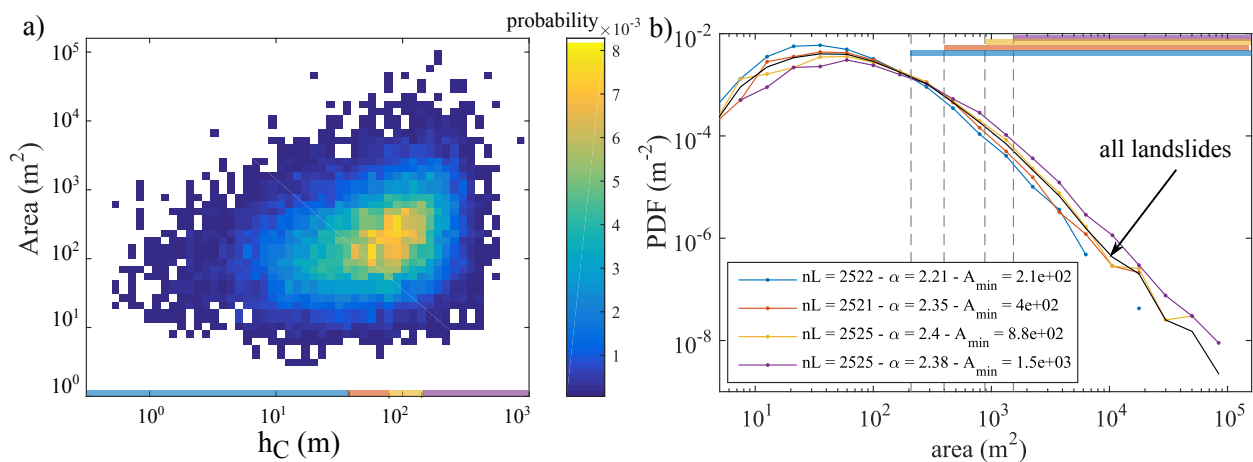 a)
probability
×10⁻³
8
7
6
5
4
3
2
1
Area (m²)
10⁵
10⁴
10³
10²
10¹
10⁰
10⁰ 10¹ 10² 10³
h_C (m)
b)
PDF (m⁻²)
10⁻²
10⁻⁴
10⁻⁶
10⁻⁸
all landslides
nL = 2522 - α = 2.21 - A_min = 2.1e+02
nL = 2521 - α = 2.35 - A_min = 4e+02
nL = 2525 - α = 2.4 - A_min = 8.8e+02
nL = 2525 - α = 2.38 - A_min = 1.5e+03
10¹ 10² 10³ 10⁴ 10⁵
area (m²)